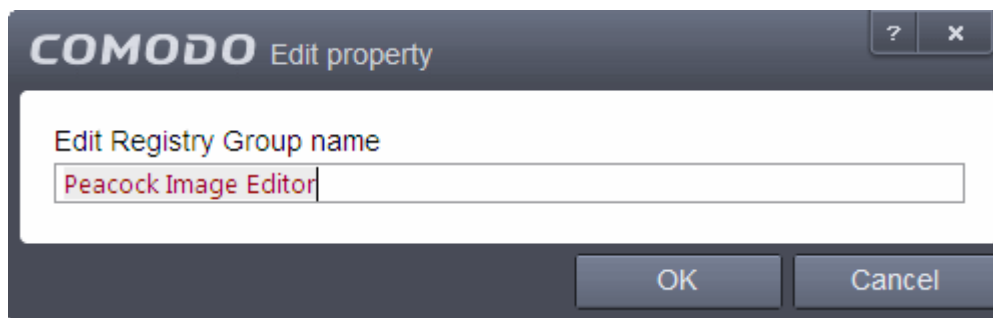 COMODO Edit property ? ×
Edit Registry Group name
Peacock Image Editor
OK Cancel